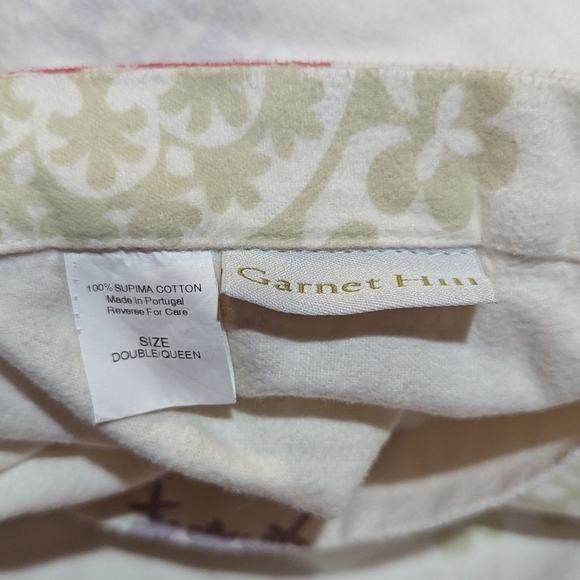 100% SUPIMA COTTON
Made In Portugal
Reverse For Care
SIZE
DOUBLE/QUEEN
Garnet Hill